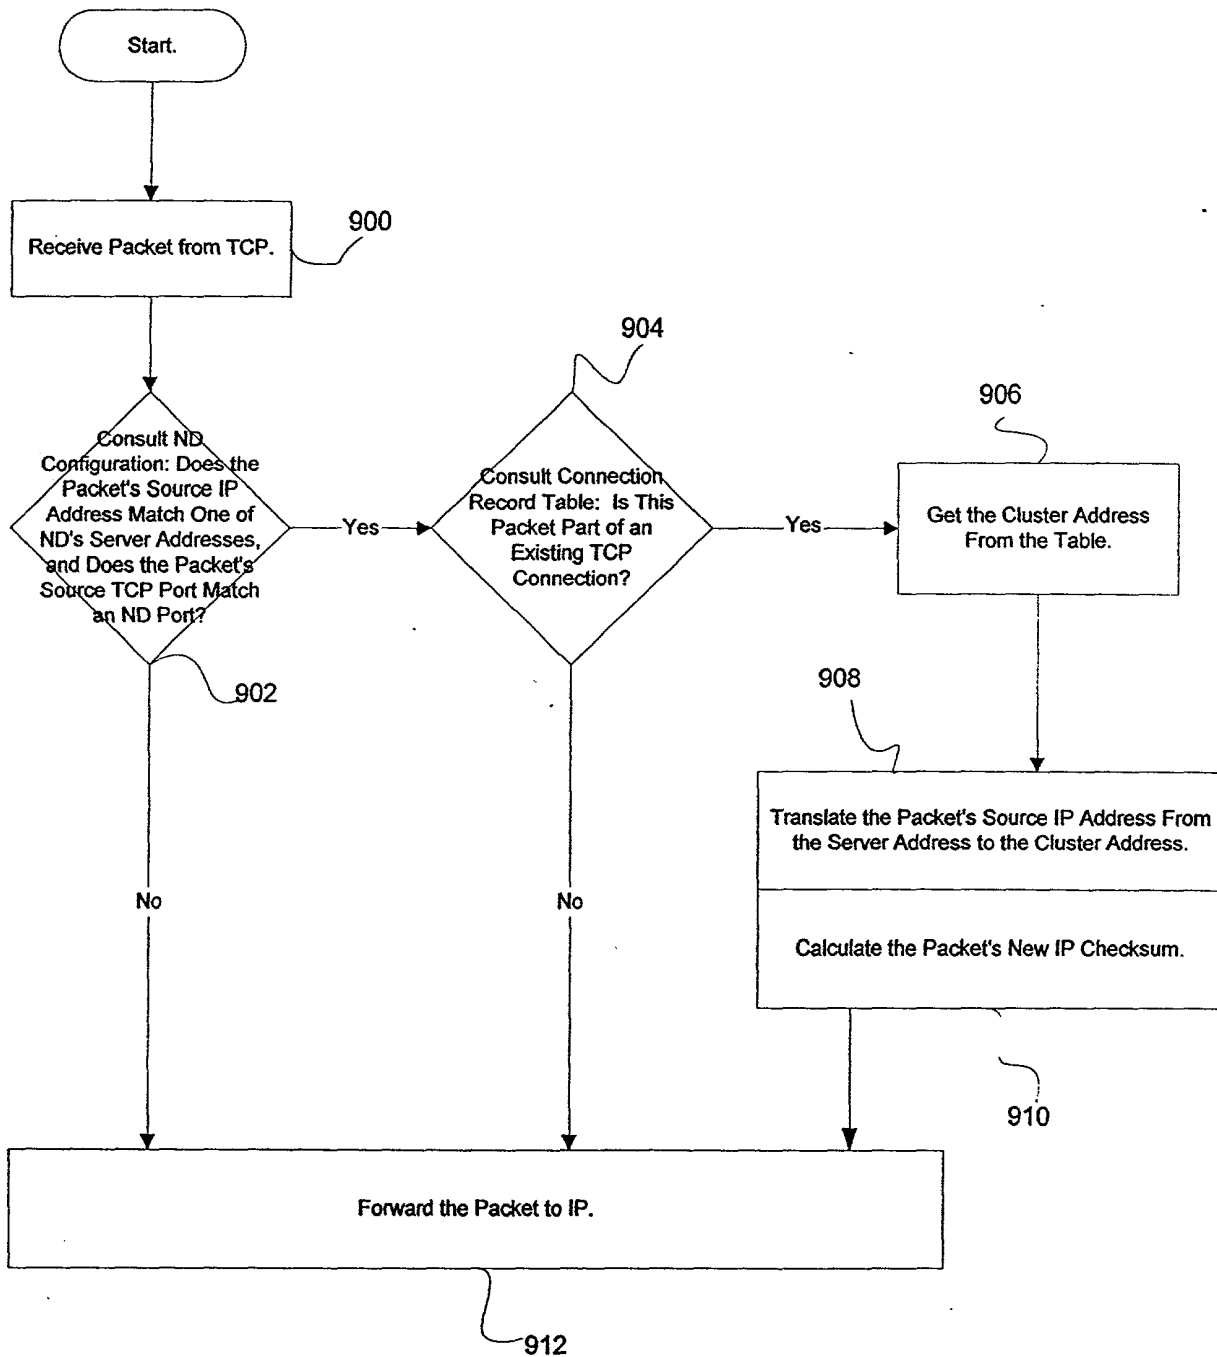 Start.
900
Receive Packet from TCP.
904
906
Consult ND
Configuration: Does the
Packet's Source IP
Address Match One of
ND's Server Addresses,
and Does the Packet's
Source TCP Port Match
an ND Port?
Yes
Consult Connection
Record Table: Is This
Packet Part of an
Existing TCP
Connection?
Yes
Get the Cluster Address
From the Table.
902
908
Translate the Packet's Source IP Address From
the Server Address to the Cluster Address.
No
No
Calculate the Packet's New IP Checksum.
910
Forward the Packet to IP.
912